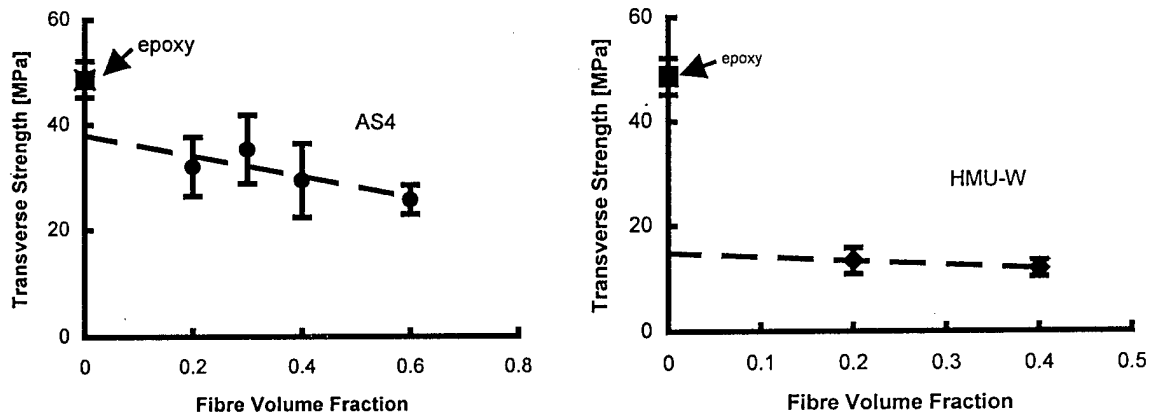 60
epoxy
40
AS4
20
0
0
0.2
0.4
0.6
0.8
Transverse Strength [MPa]
Fibre Volume Fraction
60
epoxy
40
HMU-W
20
0
0
0.1
0.2
0.3
0.4
0.5
Transverse Strength [MPa]
Fibre Volume Fraction